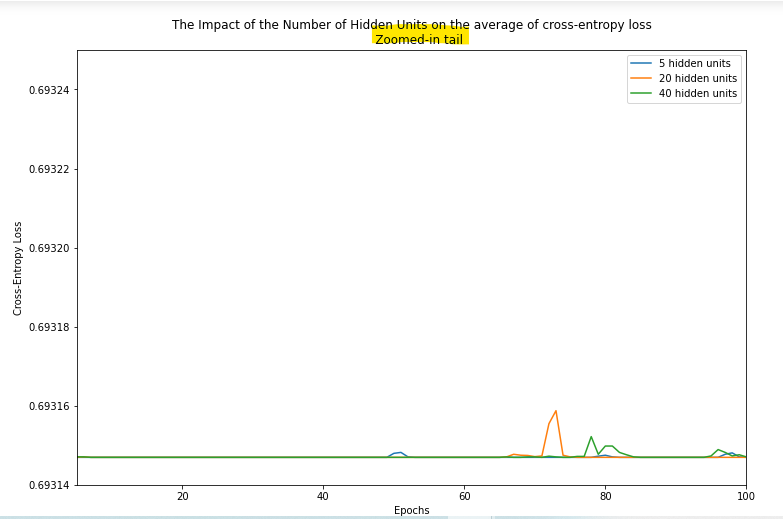 The Impact of the Number of Hidden Units on the average of cross-entropy loss
Zoomed-in tail
5 hidden units
20 hidden units
40 hidden units
0.69324
0.69322
0.69320
0.69318
0.69316
0.69314
Cross-Entropy Loss
20
40
60
80
100
Epochs